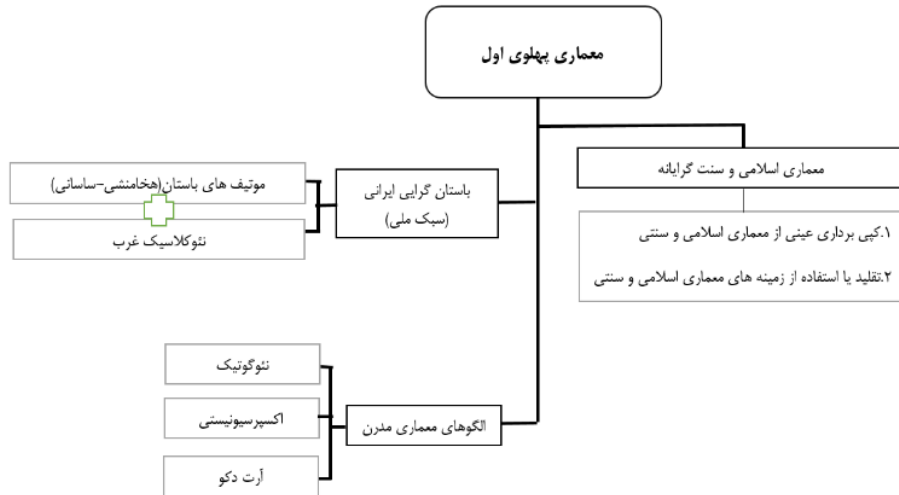 معماری پهلوی اول
معماری اسلامی و سنت گرایانه
۱.کپی برداری عینی از معماری اسلامی و سنتی
۲.تقلید یا استفاده از زمینه های معماری اسلامی و سنتی
باستان گرایی ایرانی
(سبک ملی)
موتیف های باستان(هخامنشی-ساسانی)
نئوکلاسیک غرب
الگوهای معماری مدرن
نئوگوتیک
اکسپرسیونیستی
آرت دکو